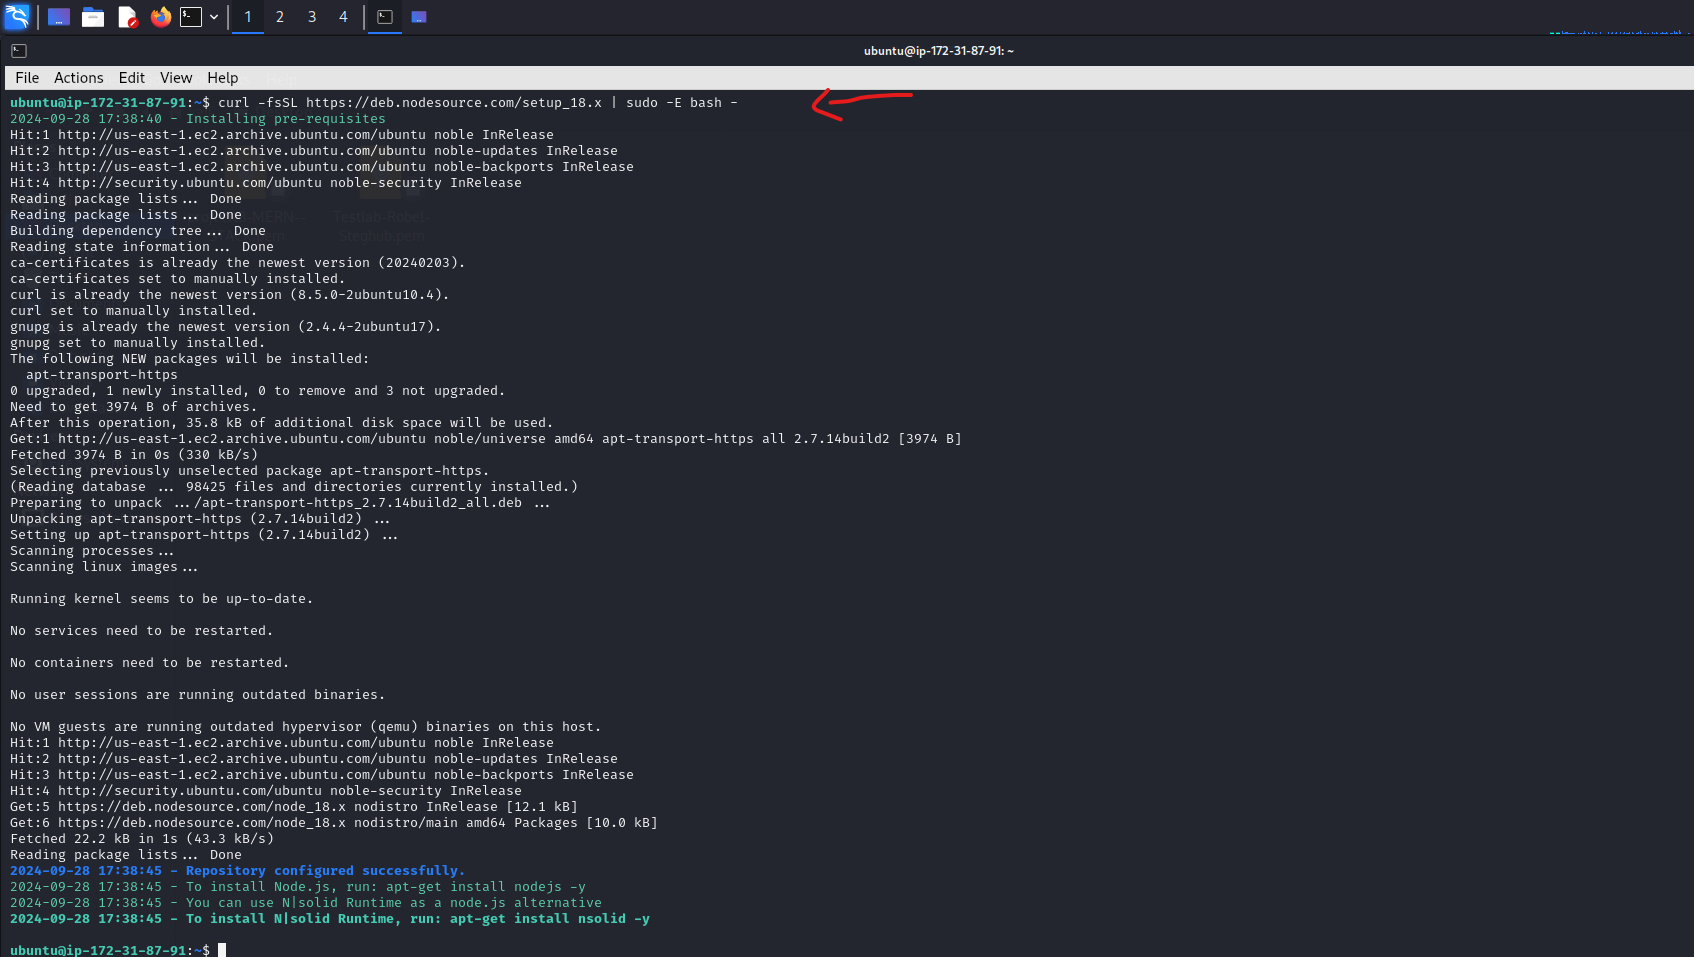 1 2 3 4
ubuntu@ip-172-31-87-91: ~
File Actions Edit View Help
ubuntu@ip-172-31-87-91:~$ curl -fsSL https://deb.nodesource.com/setup_18.x | sudo -E bash -
2024-09-28 17:38:40 - Installing pre-requisites
Hit:1 http://us-east-1.ec2.archive.ubuntu.com/ubuntu noble InRelease
Hit:2 http://us-east-1.ec2.archive.ubuntu.com/ubuntu noble-updates InRelease
Hit:3 http://us-east-1.ec2.archive.ubuntu.com/ubuntu noble-backports InRelease
Hit:4 http://security.ubuntu.com/ubuntu noble-security InRelease
Reading package lists... Done
Reading package lists... Done
Building dependency tree... Done
Reading state information... Done
ca-certificates is already the newest version (20240203).
ca-certificates set to manually installed.
curl is already the newest version (8.5.0-2ubuntu10.4).
curl set to manually installed.
gnupg is already the newest version (2.4.4-2ubuntu17).
gnupg set to manually installed.
The following NEW packages will be installed:
  apt-transport-https
0 upgraded, 1 newly installed, 0 to remove and 3 not upgraded.
Need to get 3974 B of archives.
After this operation, 35.8 kB of additional disk space will be used.
Get:1 http://us-east-1.ec2.archive.ubuntu.com/ubuntu noble/universe amd64 apt-transport-https all 2.7.14build2 [3974 B]
Fetched 3974 B in 0s (330 kB/s)
Selecting previously unselected package apt-transport-https.
(Reading database ... 98425 files and directories currently installed.)
Preparing to unpack .../apt-transport-https_2.7.14build2_all.deb ...
Unpacking apt-transport-https (2.7.14build2) ...
Setting up apt-transport-https (2.7.14build2) ...
Scanning processes...
Scanning linux images...
Running kernel seems to be up-to-date.
No services need to be restarted.
No containers need to be restarted.
No user sessions are running outdated binaries.
No VM guests are running outdated hypervisor (qemu) binaries on this host.
Hit:1 http://us-east-1.ec2.archive.ubuntu.com/ubuntu noble InRelease
Hit:2 http://us-east-1.ec2.archive.ubuntu.com/ubuntu noble-updates InRelease
Hit:3 http://us-east-1.ec2.archive.ubuntu.com/ubuntu noble-backports InRelease
Hit:4 http://security.ubuntu.com/ubuntu noble-security InRelease
Get:5 https://deb.nodesource.com/node_18.x nodistro InRelease [12.1 kB]
Get:6 https://deb.nodesource.com/node_18.x nodistro/main amd64 Packages [10.0 kB]
Fetched 22.2 kB in 1s (43.3 kB/s)
Reading package lists... Done
2024-09-28 17:38:45 - Repository configured successfully.
2024-09-28 17:38:45 - To install Node.js, run: apt-get install nodejs -y
2024-09-28 17:38:45 - You can use N|solid Runtime as a node.js alternative
2024-09-28 17:38:45 - To install N|solid Runtime, run: apt-get install nsolid -y
ubuntu@ip-172-31-87-91:~$